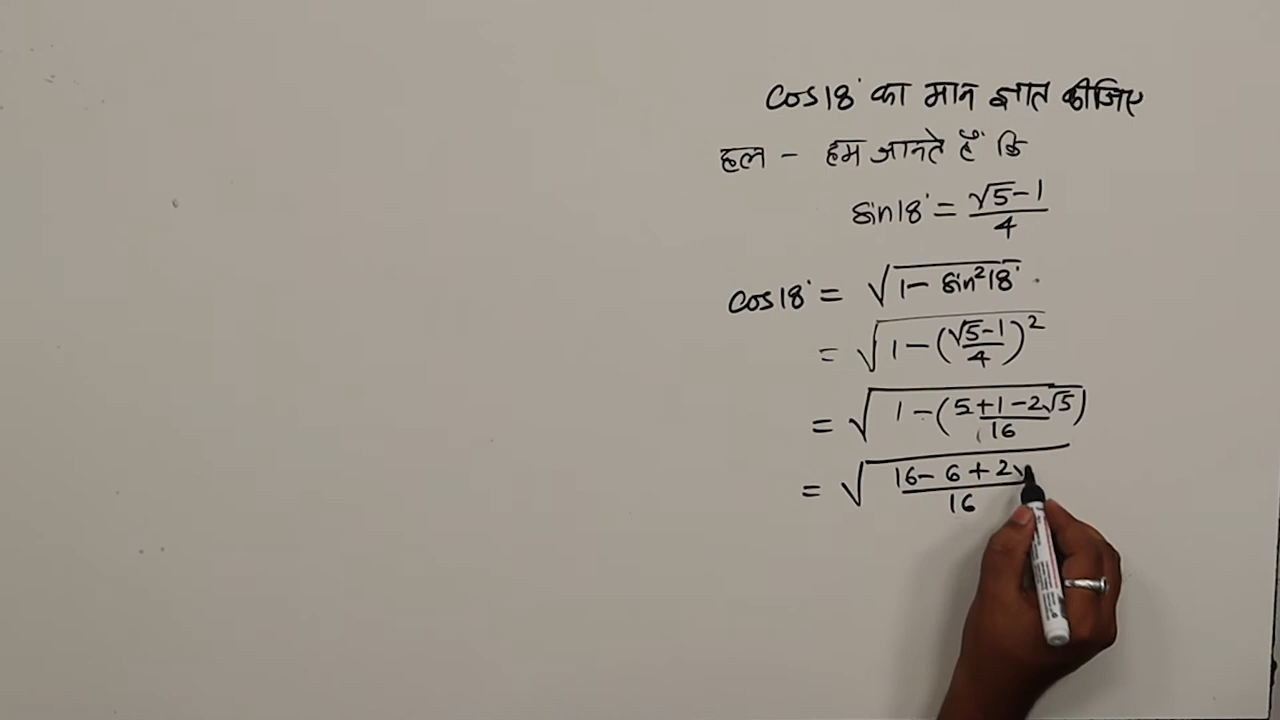 cos18° का मान ज्ञात कीजिए
हल - हम जानते हैं कि
sin18° = √5-1/4
cos18° = √(1- sin²18°)
= √(1-(√5-1/4)²)
= √(1-(5+1-2√5/16))
= √(16-6+2√/16)